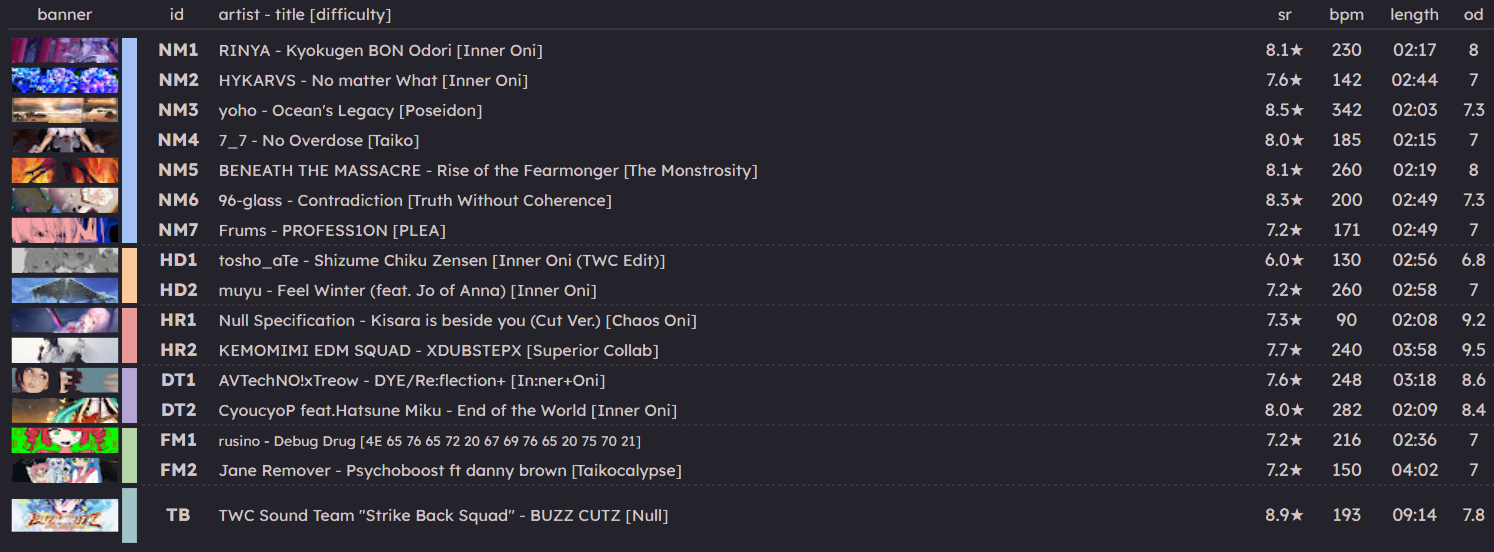 banner id artist - title [difficulty] sr bpm length od
NM1 RINYA - Kyokugen BON Odori [Inner Oni] 8.1★ 230 02:17 8
NM2 HYKARVS - No matter What [Inner Oni] 7.6★ 142 02:44 7
NM3 yoho - Ocean's Legacy [Poseidon] 8.5★ 342 02:03 7.3
NM4 7_7 - No Overdose [Taiko] 8.0★ 185 02:15 7
NM5 BENEATH THE MASSACRE - Rise of the Fearmonger [The Monstrosity] 8.1★ 260 02:19 8
NM6 96-glass - Contradiction [Truth Without Coherence] 8.3★ 200 02:49 7.3
NM7 Frums - PROFESS1ON [PLEA] 7.2★ 171 02:49 7
HD1 tosho_aTe - Shizume Chiku Zensen [Inner Oni (TWC Edit)] 6.0★ 130 02:56 6.8
HD2 muyu - Feel Winter (feat. Jo of Anna) [Inner Oni] 7.2★ 260 02:58 7
HR1 Null Specification - Kisara is beside you (Cut Ver.) [Chaos Oni] 7.3★ 90 02:08 9.2
HR2 KEMOMIMI EDM SQUAD - XDUBSTEPX [Superior Collab] 7.7★ 240 03:58 9.5
DT1 AVTechNO!xTreow - DYE/Re:flection+ [In:ner+Oni] 7.6★ 248 03:18 8.6
DT2 CyoucyoP feat.Hatsune Miku - End of the World [Inner Oni] 8.0★ 282 02:09 8.4
FM1 rusino - Debug Drug [4E 65 76 65 72 20 67 69 76 65 20 75 70 21] 7.2★ 216 02:36 7
FM2 Jane Remover - Psychoboost ft danny brown [Taikocalypse] 7.2★ 150 04:02 7
TB TWC Sound Team "Strike Back Squad" - BUZZ CUTZ [Null] 8.9★ 193 09:14 7.8